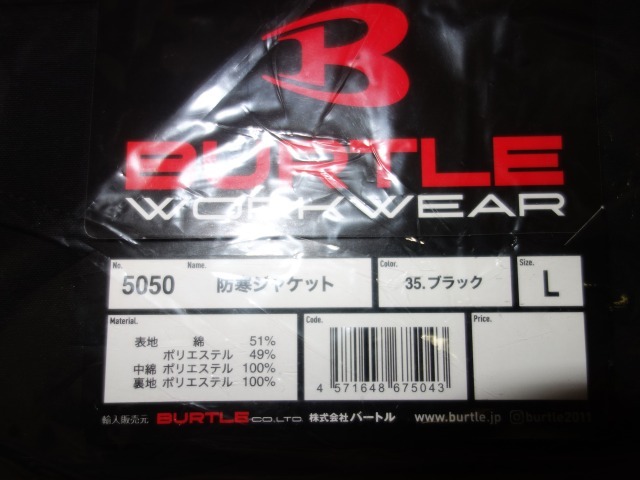 B
BURTLE
WORKWEAR
No. 5050 Name. 防寒ジャケット Color. 35.ブラック Size. L
Material.
表地 綿 51%
ポリエステル 49%
中綿 ポリエステル 100%
裏地 ポリエステル 100%
Code.
4 571648 675043
Price.
輸入販売元 BURTLE CO.LTD. 株式会社バートル www.burtle.jp burtle2011